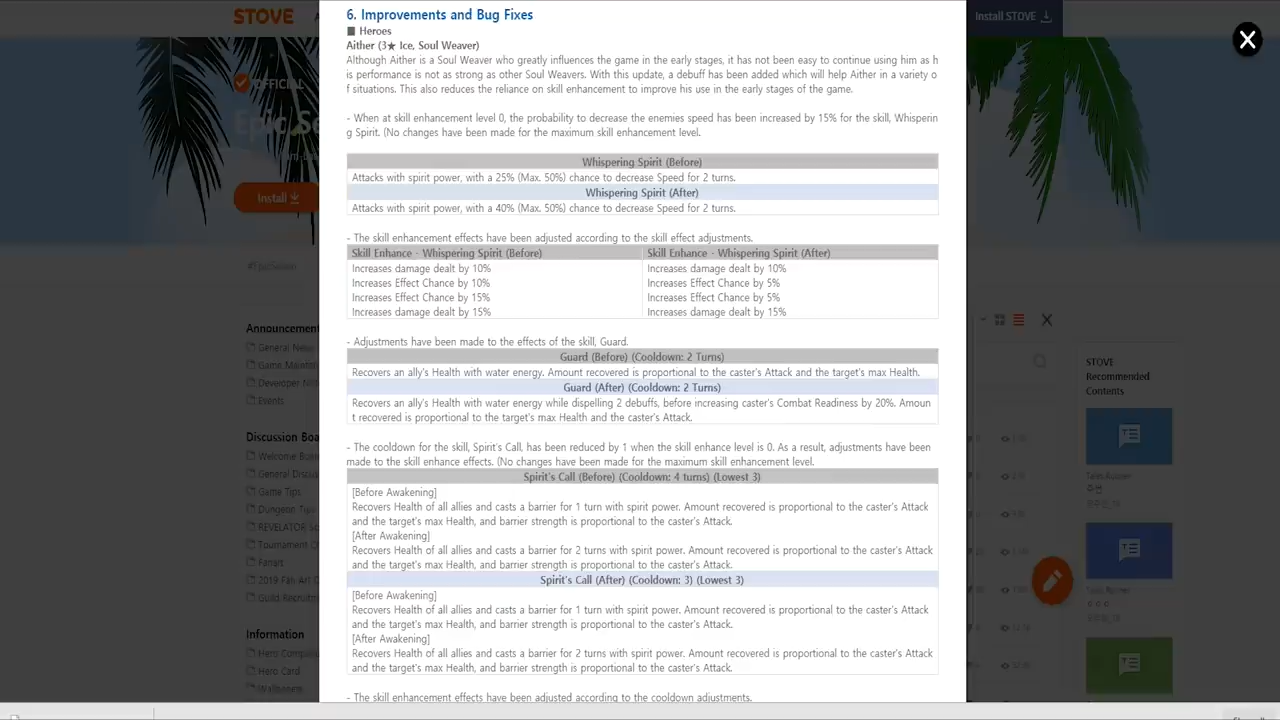 STOVE
Install STOVE
OFFICIAL
Install
Announcement
General New
Game Mainte
Developer N
Events
Discussion Boa
Welcome Board
General Discus
Game Tips
Dungeon Tips
Tournament C
Fanart
2019 Fan Art
Guild Recruitm
Information
Hero Card
Wallpaper
6. Improvements and Bug Fixes
■ Heroes
Aither (3★ Ice, Soul Weaver)
Although Aither is a Soul Weaver who greatly influences the game in the early stages, it has not been easy to continue using him as h
is performance is not as strong as other Soul Weavers. With this update, a debuff has been added which will help Aither in a variety o
f situations. This also reduces the reliance on skill enhancement to improve his use in the early stages of the game.
- When at skill enhancement level 0, the probability to decrease the enemies speed has been increased by 15% for the skill, Whisperin
g Spirit. (No changes have been made for the maximum skill enhancement level.
Whispering Spirit (Before)
Attacks with spirit power, with a 25% (Max. 50%) chance to decrease Speed for 2 turns.
Whispering Spirit (After)
Attacks with spirit power, with a 40% (Max. 50%) chance to decrease Speed for 2 turns.
- The skill enhancement effects have been adjusted according to the skill effect adjustments.
Skill Enhance - Whispering Spirit (Before) Skill Enhance - Whispering Spirit (After)
Increases damage dealt by 10% Increases damage dealt by 10%
Increases Effect Chance by 10% Increases Effect Chance by 5%
Increases Effect Chance by 15% Increases Effect Chance by 5%
Increases damage dealt by 15% Increases damage dealt by 15%
- Adjustments have been made to the effects of the skill, Guard.
Guard (Before) (Cooldown: 2 Turns)
Recovers an ally's Health with water energy. Amount recovered is proportional to the caster's Attack and the target's max Health.
Guard (After) (Cooldown: 2 Turns)
Recovers an ally's Health with water energy while dispelling 2 debuffs, before increasing caster's Combat Readiness by 20%. Amoun
t recovered is proportional to the target's max Health and the caster's Attack.
- The cooldown for the skill, Spirit's Call, has been reduced by 1 when the skill enhance level is 0. As a result, adjustments have been
made to the skill enhance effects. (No changes have been made for the maximum skill enhancement level.
Spirit's Call (Before) (Cooldown: 4 turns) (Lowest 3)
[Before Awakening]
Recovers Health of all allies and casts a barrier for 1 turn with spirit power. Amount recovered is proportional to the caster's Attack
and the target's max Health, and barrier strength is proportional to the caster's Attack.
[After Awakening]
Recovers Health of all allies and casts a barrier for 2 turns with spirit power. Amount recovered is proportional to the caster's Attack
and the target's max Health, and barrier strength is proportional to the caster's Attack.
Spirit's Call (After) (Cooldown: 3) (Lowest 3)
[Before Awakening]
Recovers Health of all allies and casts a barrier for 1 turn with spirit power. Amount recovered is proportional to the caster's Attack
and the target's max Health, and barrier strength is proportional to the caster's Attack.
[After Awakening]
Recovers Health of all allies and casts a barrier for 2 turns with spirit power. Amount recovered is proportional to the caster's Attack
and the target's max Health, and barrier strength is proportional to the caster's Attack.
- The skill enhancement effects have been adjusted according to the cooldown adjustments.
STOVE
Recommended
Contents